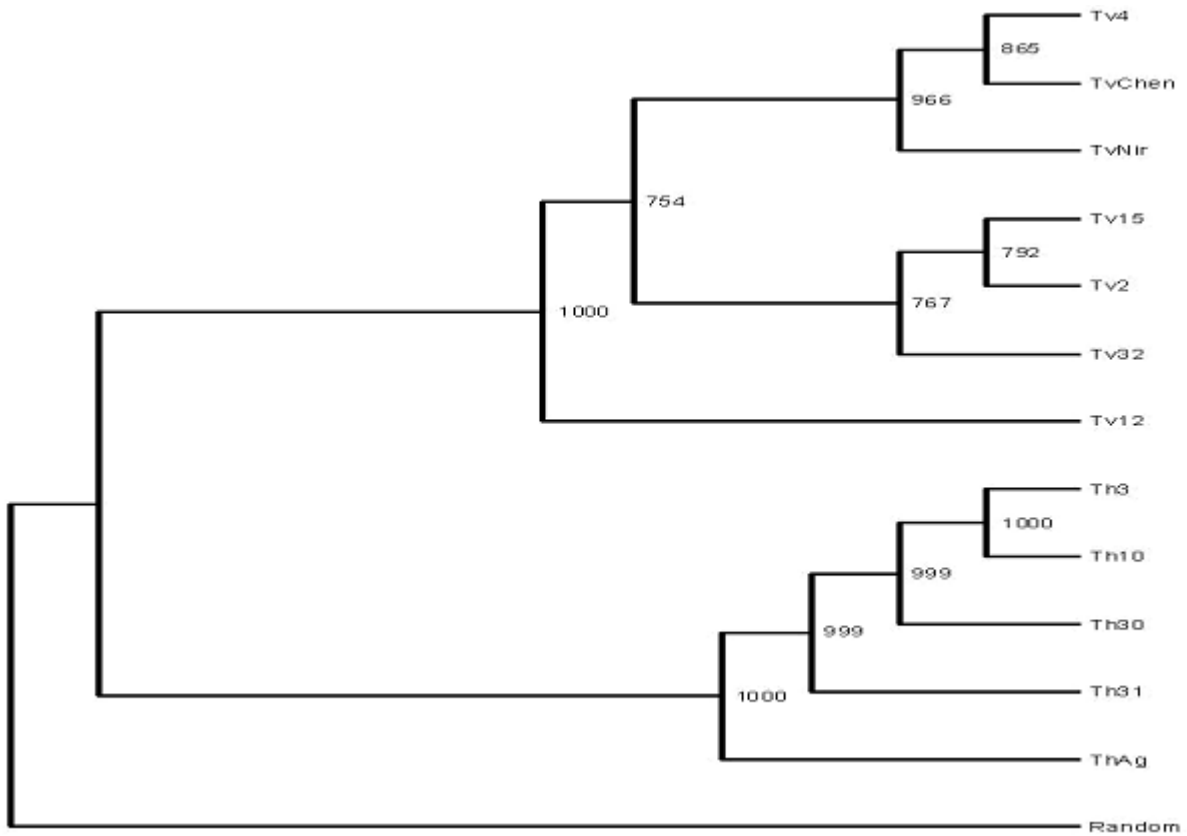 Tv4
865
TvChen
966
TvNir
754
Tv15
792
Tv2
767
1000
Tv32
Tv12
Th3
1000
Th10
999
Th30
999
Th31
1000
ThAg
Random